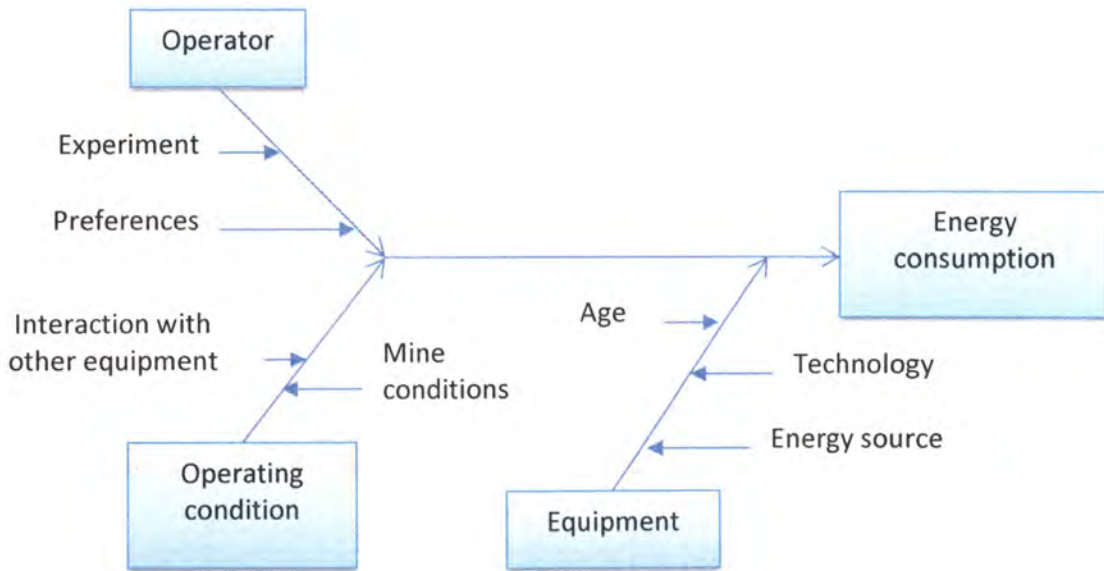 Operator
Experiment
Preferences
Energy
consumption
Interaction with
other equipment
Mine
conditions
Age
Technology
Energy source
Operating
condition
Equipment